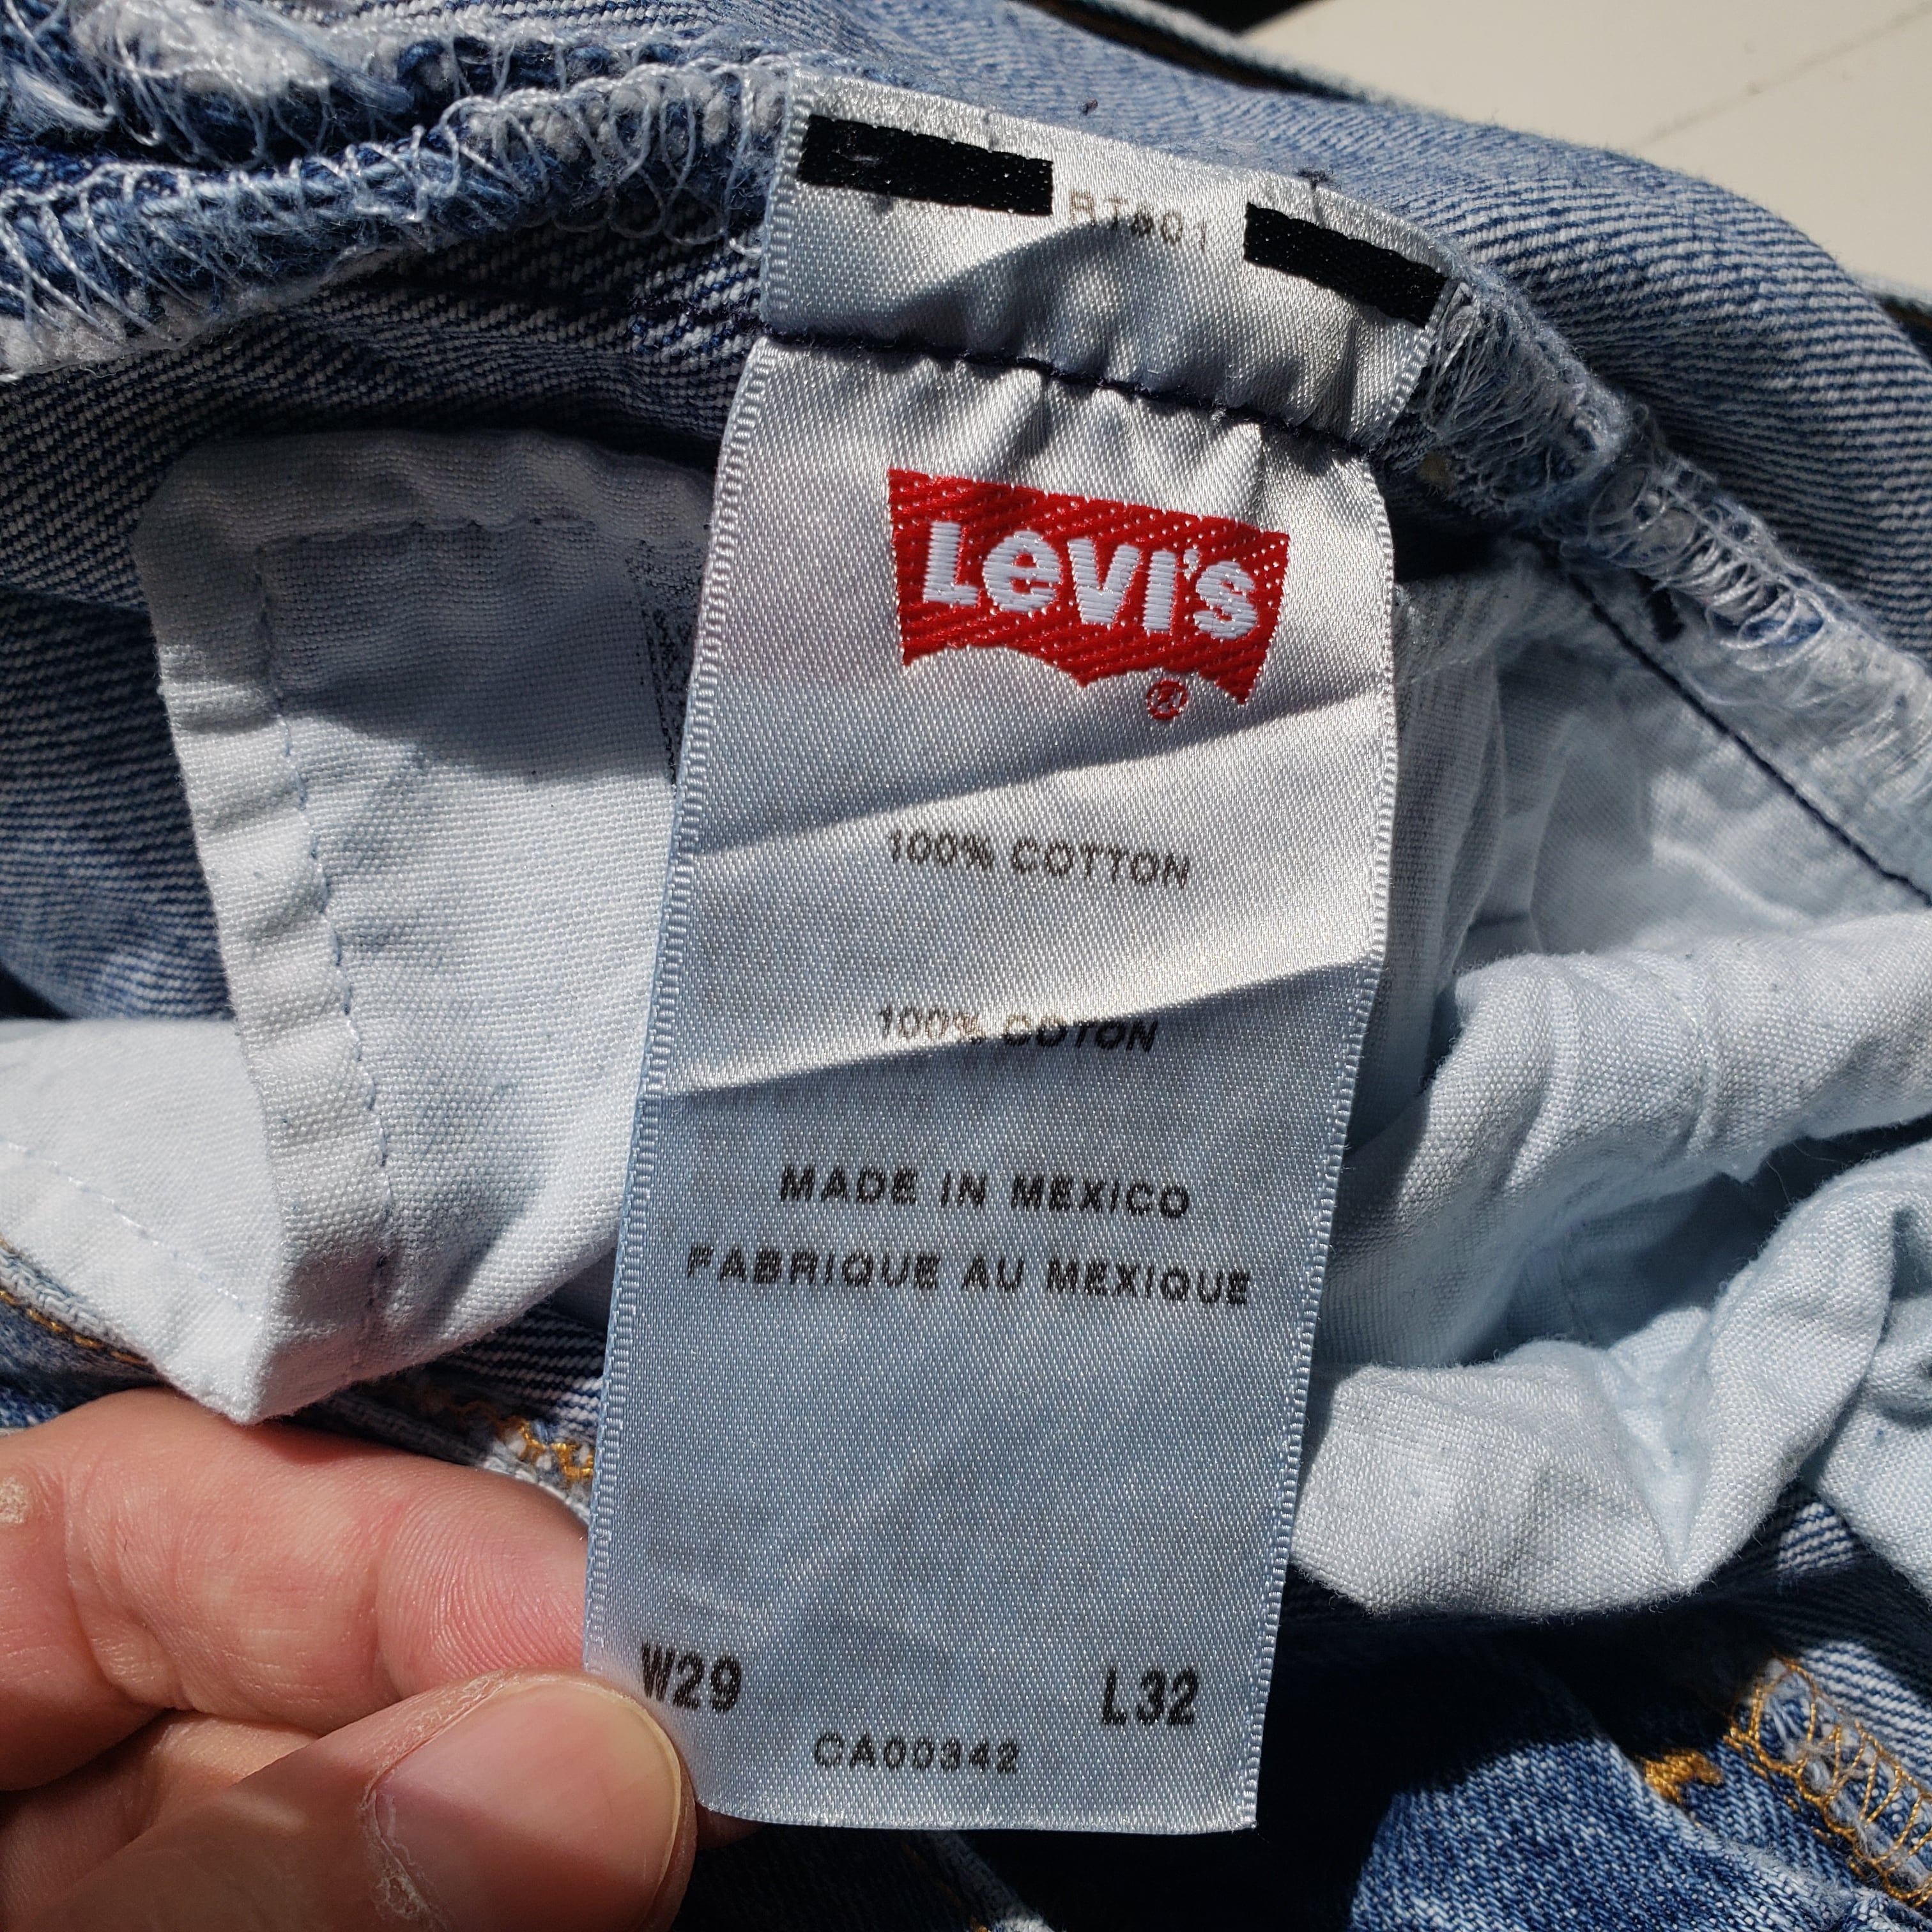 LEVI'S
®
100% COTTON
100% COTON
MADE IN MEXICO
FABRIQUE AU MEXIQUE
W29 L32
CA00342